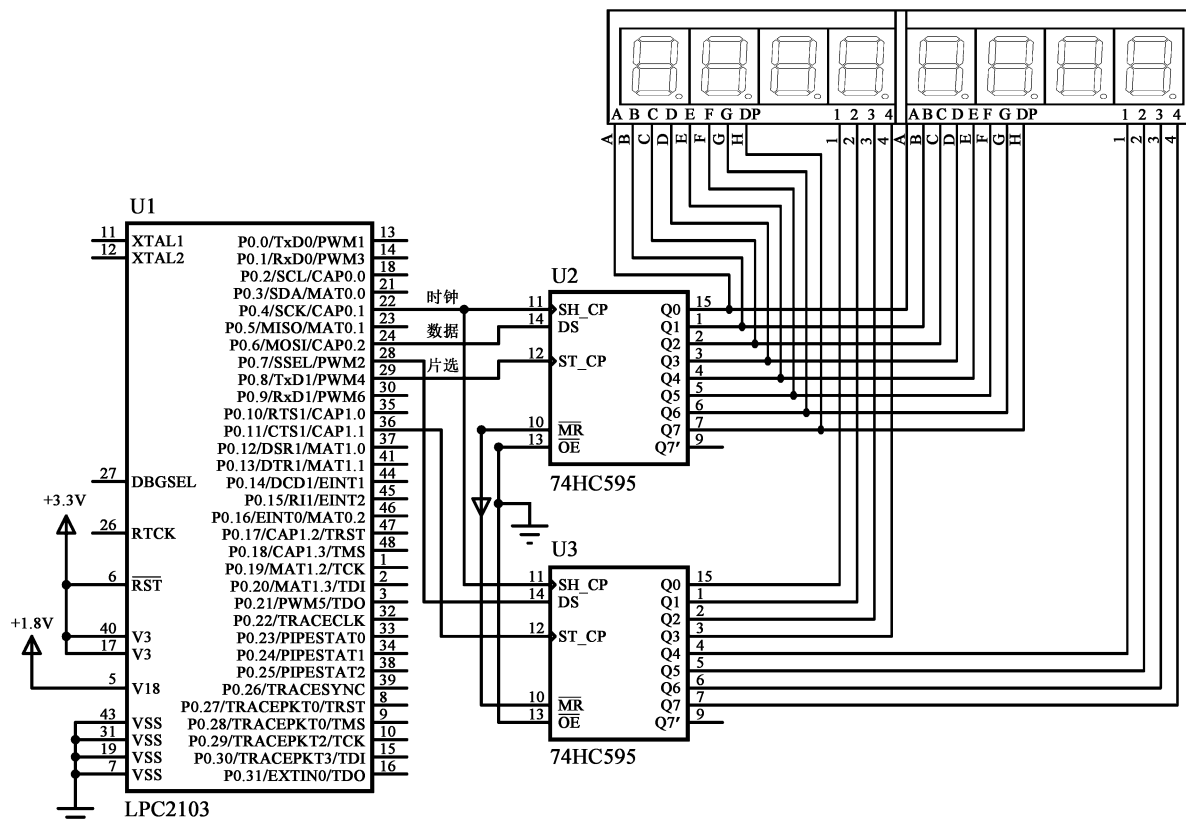 A B C D E F G DP 1 2 3 4 A B C D E F G DP 1 2 3 4
A B C D E F G H 1 2 3 4 A B C D E F G H 1 2 3 4
U1
11 XTAL1
12 XTAL2
27 DBGSEL
+3.3V
26 RTCK
6 RST
+1.8V
40 V3
17 V3
5 V18
43 VSS
31 VSS
19 VSS
7 VSS
P0.0/TxD0/PWM1 13
P0.1/RxD0/PWM3 14
P0.2/SCL/CAP0.0 18
P0.3/SDA/MAT0.0 21
P0.4/SCK/CAP0.1 22
P0.5/MISO/MAT0.1 23
P0.6/MOSI/CAP0.2 24
P0.7/SSEL/PWM2 28
P0.8/TxD1/PWM4 29
P0.9/RxD1/PWM6 30
P0.10/RTS1/CAP1.0 35
P0.11/CTS1/CAP1.1 36
P0.12/DSR1/MAT1.0 37
P0.13/DTR1/MAT1.1 41
P0.14/DCD1/EINT1 44
P0.15/RI1/EINT2 45
P0.16/EINT0/MAT0.2 46
P0.17/CAP1.2/TRST 47
P0.18/CAP1.3/TMS 48
P0.19/MAT1.2/TCK 1
P0.20/MAT1.3/TDI 2
P0.21/PWM5/TDO 3
P0.22/TRACECLK 32
P0.23/PIPESTAT0 33
P0.24/PIPESTAT1 34
P0.25/PIPESTAT2 38
P0.26/TRACESYNC 39
P0.27/TRACEPKT0/TRST 8
P0.28/TRACEPKT0/TMS 9
P0.29/TRACEPKT2/TCK 10
P0.30/TRACEPKT3/TDI 15
P0.31/EXTIN0/TDO 16
LPC2103
时钟
数据
片选
U2
11 SH_CP Q0 15
14 DS Q1 1
Q2 2
12 ST_CP Q3 3
Q4 4
Q5 5
Q6 6
10 MR Q7 7
13 OE Q7′ 9
74HC595
U3
11 SH_CP Q0 15
14 DS Q1 1
Q2 2
12 ST_CP Q3 3
Q4 4
Q5 5
Q6 6
10 MR Q7 7
13 OE Q7′ 9
74HC595